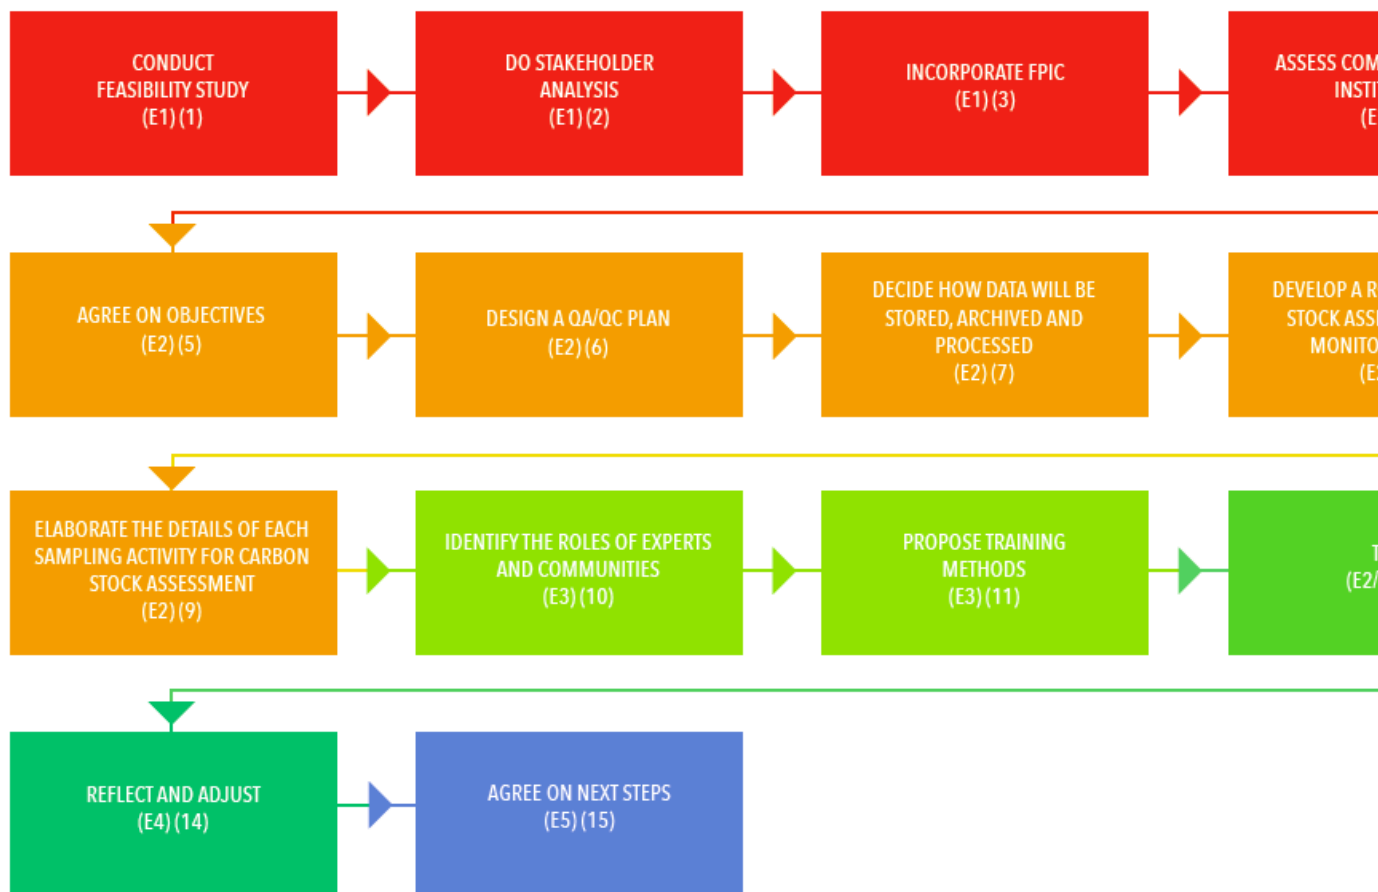 CONDUCT
FEASIBILITY STUDY
(E1) (1)
DO STAKEHOLDER
ANALYSIS
(E1) (2)
INCORPORATE FPIC
(E1) (3)
ASSESS
AGREE ON OBJECTIVES
(E2) (5)
DESIGN A QA/QC PLAN
(E2) (6)
DECIDE HOW DATA WILL BE
STORED, ARCHIVED AND
PROCESSED
(E2) (7)
DEVELOP A
STOCK
ELABORATE THE DETAILS OF EACH
SAMPLING ACTIVITY FOR CARBON
STOCK ASSESSMENT
(E2) (9)
IDENTIFY THE ROLES OF EXPERTS
AND COMMUNITIES
(E3) (10)
PROPOSE TRAINING
METHODS
(E3) (11)
REFLECT AND ADJUST
(E4) (14)
AGREE ON NEXT STEPS
(E5) (15)